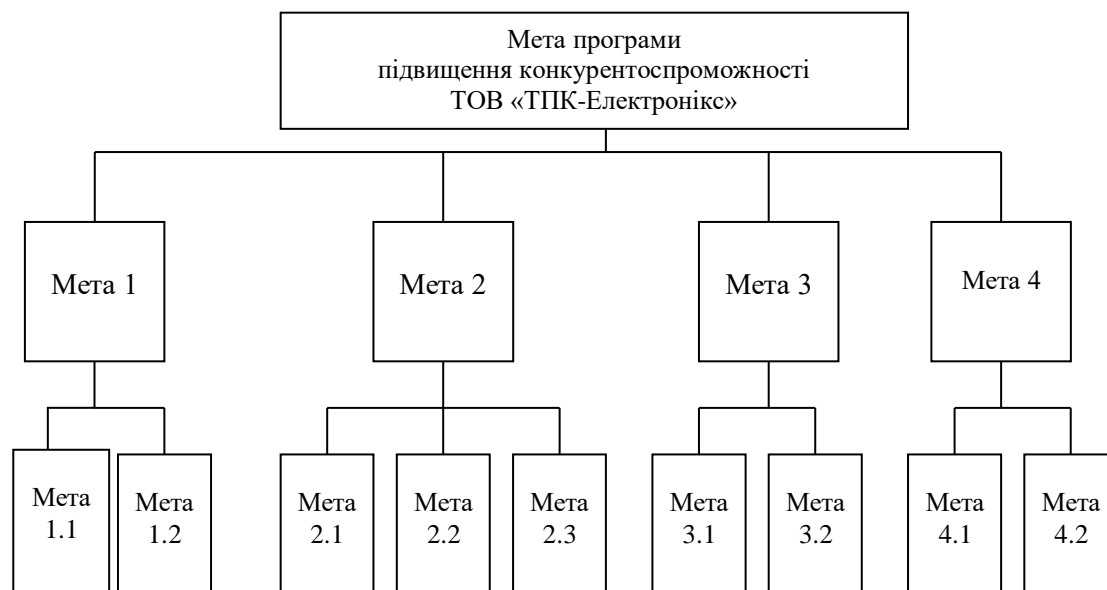 Мета програми
підвищення конкурентоспроможності
ТОВ «ТПК-Електронікс»
Мета 1
Мета 2
Мета 3
Мета 4
Мета
1.1
Мета
1.2
Мета
2.1
Мета
2.2
Мета
2.3
Мета
3.1
Мета
3.2
Мета
4.1
Мета
4.2